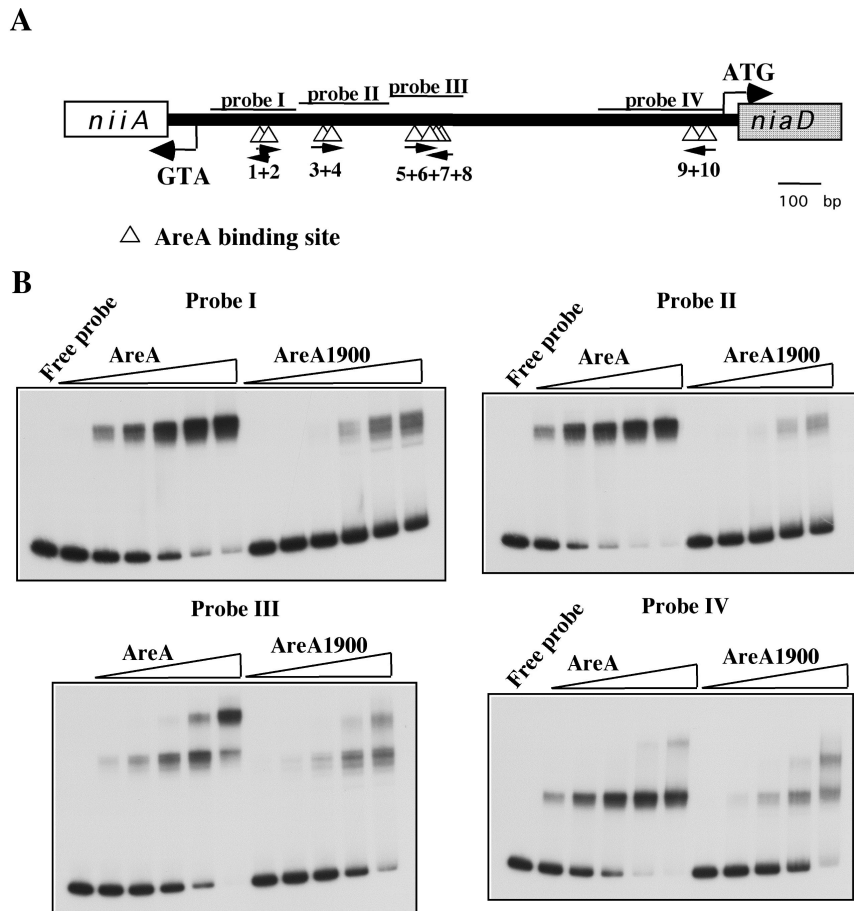 A
probe I
probe II
probe III
probe IV
ATG
niiA
niaD
GTA
1+2
3+4
5+6+7+8
9+10
100 bp
AreA binding site
B
Probe I
Free probe
AreA
AreA1900
Probe II
Free probe
AreA
AreA1900
Probe III
AreA
AreA1900
Probe IV
Free probe
AreA
AreA1900